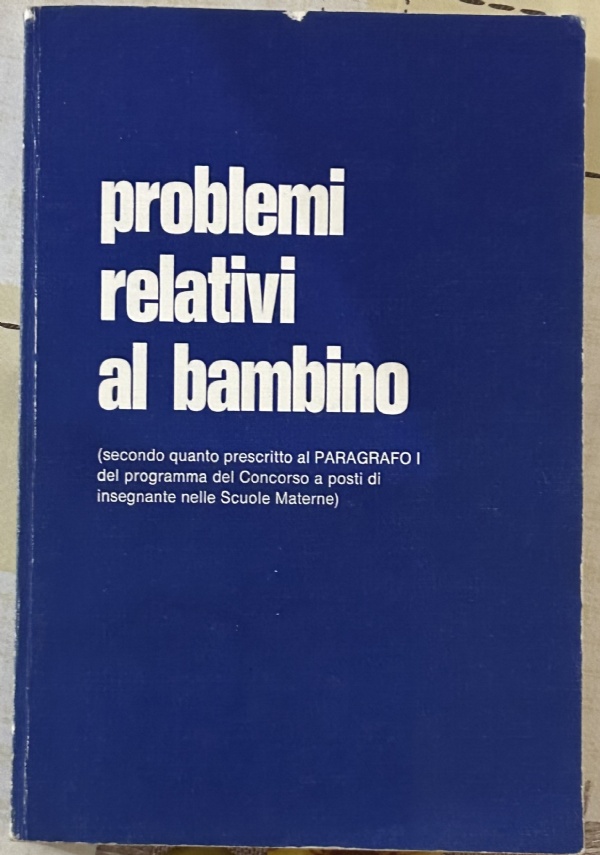 problemi
relativi
al bambino
(secondo quanto prescritto al PARAGRAFO I
del programma del Concorso a posti di
insegnante nelle Scuole Materne)